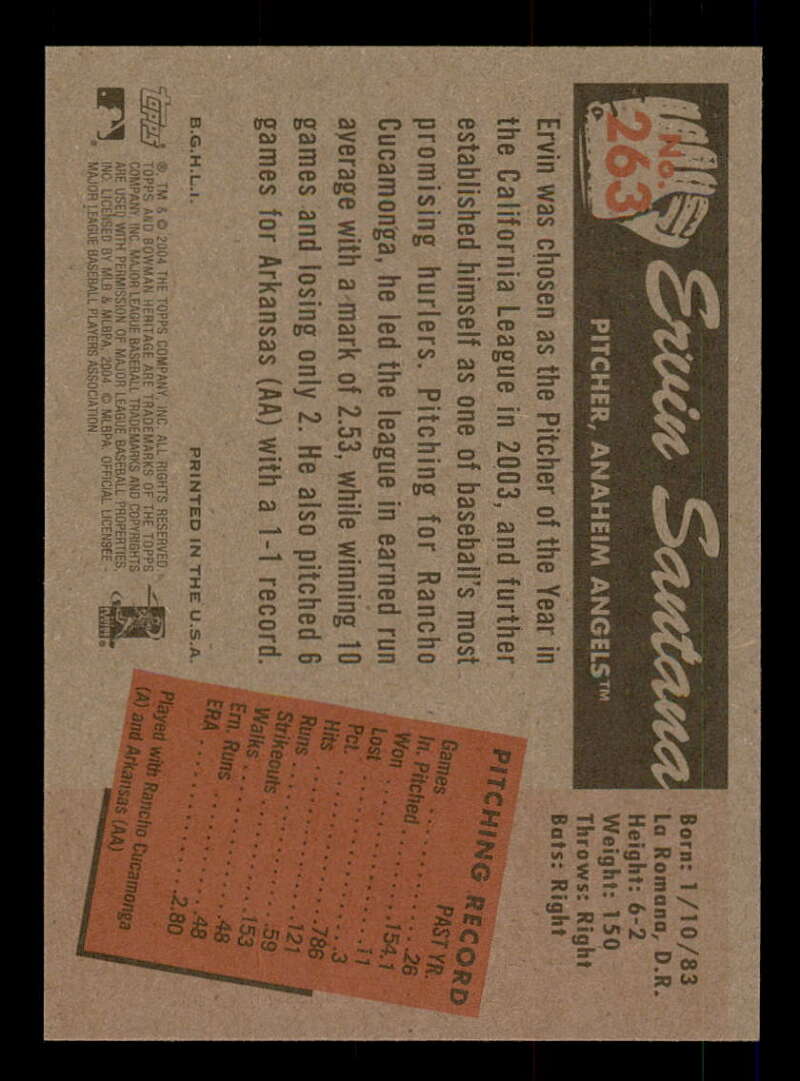 No.
263
Ervin Santana
PITCHER, ANAHEIM ANGELS™
Born: 1/10/83
La Romana, D.R.
Height: 6-2
Weight: 150
Throws: Right
Bats: Right
Ervin was chosen as the Pitcher of the Year in
the California League in 2003, and further
established himself as one of baseball's most
promising hurlers. Pitching for Rancho
Cucamonga, he led the league in earned run
average with a mark of 2.53, while winning 10
games and losing only 2. He also pitched 6
games for Arkansas (AA) with a 1-1 record.
PITCHING RECORD
PAST YR.
Games..........26
In. Pitched..........154.1
Won..........11
Lost..........3
Pct...........786
Hits..........121
Runs..........59
Strikeouts..........153
Walks..........48
Ern. Runs..........48
ERA..........2.80
Played with Rancho Cucamonga
(A) and Arkansas (AA)
B.G.H.L.I. PRINTED IN THE U.S.A.
Topps
® TM & © 2004 THE TOPPS COMPANY, INC. ALL RIGHTS RESERVED.
TOPPS AND BOWMAN HERITAGE ARE TRADEMARKS OF THE TOPPS
COMPANY, INC. MAJOR LEAGUE BASEBALL TRADEMARKS AND COPYRIGHTS
ARE USED WITH PERMISSION OF MAJOR LEAGUE BASEBALL PROPERTIES,
INC. LICENSED BY MLB & MLBPA, 2004. © MLBPA. OFFICIAL LICENSEE -
MAJOR LEAGUE BASEBALL PLAYERS ASSOCIATION